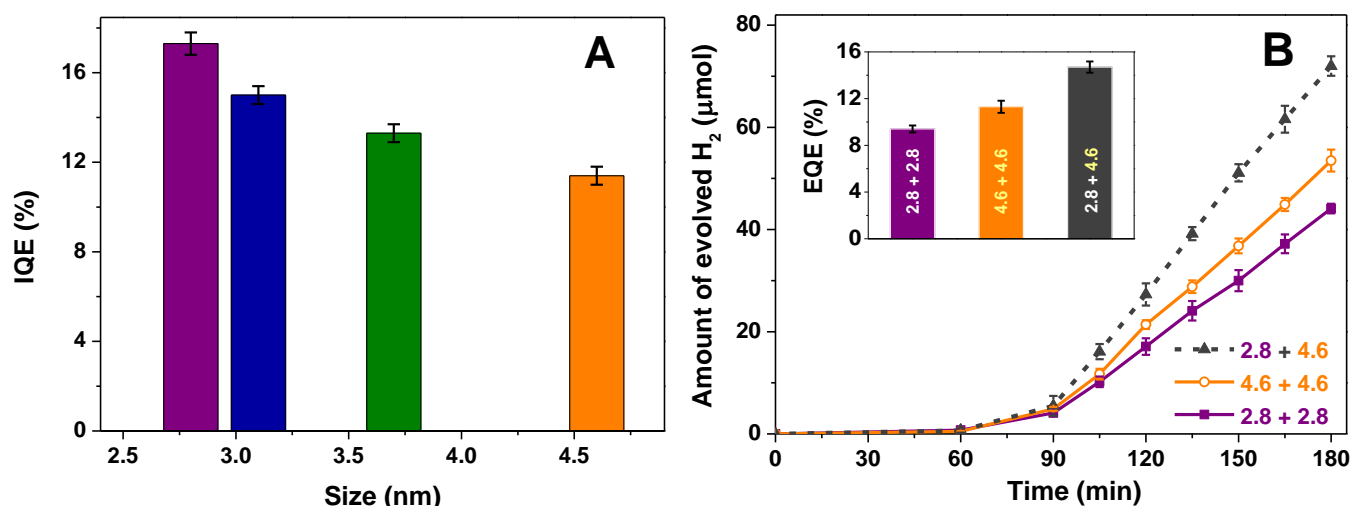 A
IQE (%)
16
12
8
4
0
2.5 3.0 3.5 4.0 4.5
Size (nm)
B
Amount of evolved H₂ (μmol)
80
60
40
20
0
0 30 60 90 120 150 180
Time (min)
EQE (%)
16
12
8
4
0
2.8 + 2.8
4.6 + 4.6
2.8 + 4.6
2.8 + 4.6
4.6 + 4.6
2.8 + 2.8